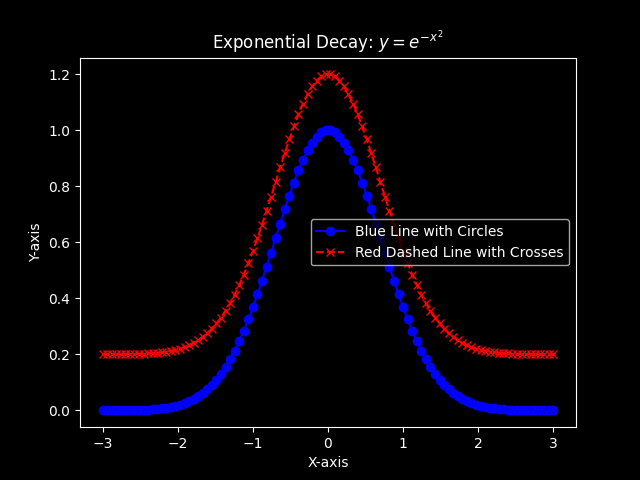 Exponential Decay: $y = e^{-x^2}$
1.2
1.0
0.8
0.6
0.4
0.2
0.0
Y-axis
Blue Line with Circles
Red Dashed Line with Crosses
−3 −2 −1 0 1 2 3
X-axis